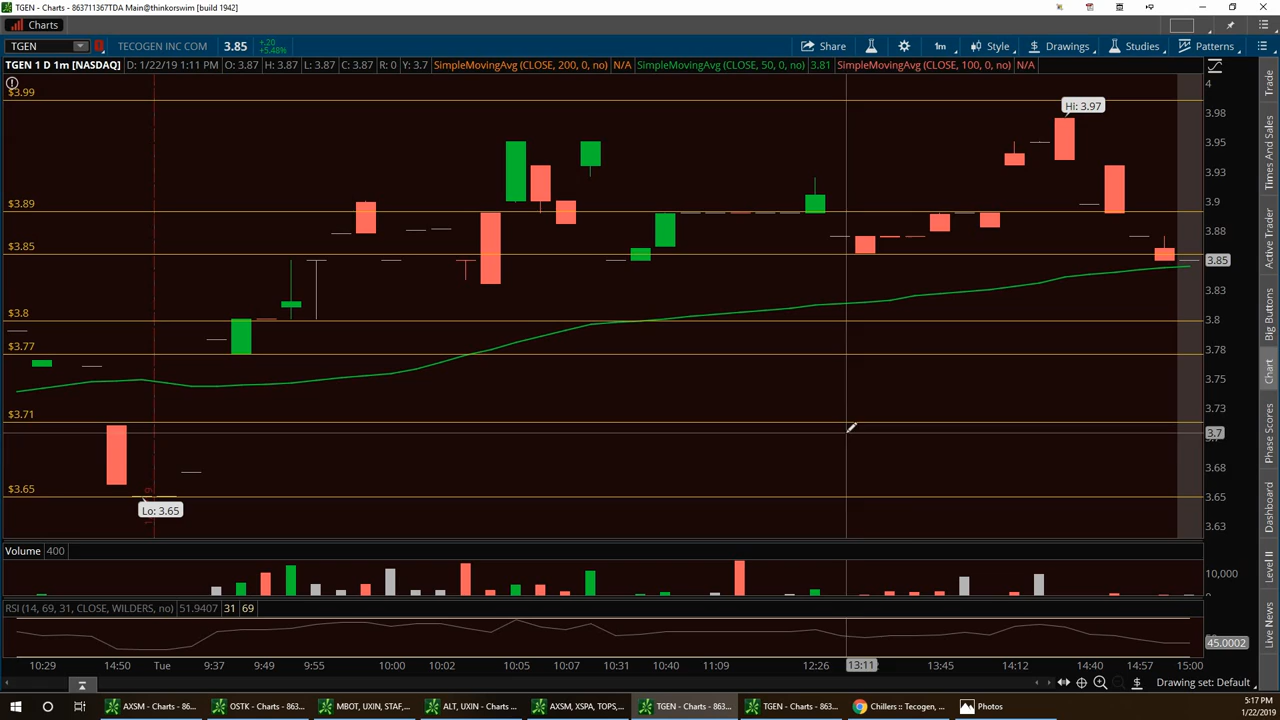 TGEN - Charts - 863711367TDA Main@thinkorswim [build 1942]
Charts
TGEN TECOGEN INC COM 3.85 +.20 +5.48% Share 1m Style Drawings Studies Patterns
TGEN 1 D 1m [NASDAQ] D: 1/22/19 1:11 PM O: 3.87 H: 3.87 L: 3.87 C: 3.87 R: 0 Y: 3.7 SimpleMovingAvg (CLOSE, 200, 0, no) N/A SimpleMovingAvg (CLOSE, 50, 0, no) 3.81 SimpleMovingAvg (CLOSE, 100, 0, no) N/A
$3.99
$3.89
$3.85
$3.8
$3.77
$3.71
$3.65
Hi: 3.97
Lo: 3.65
4
3.98
3.95
3.93
3.9
3.88
3.85
3.83
3.8
3.78
3.75
3.73
3.7
3.68
3.65
3.63
Volume 400
10,000
RSI (14, 69, 31, CLOSE, WILDERS, no) 51.9407 31 69
45.0002
10:29 14:50 Tue 9:37 9:49 9:55 10:00 10:02 10:05 10:07 10:31 10:40 11:09 12:26 13:11 13:45 14:12 14:40 14:57 15:00
Drawing set: Default
Trade
Times And Sales
Active Trader
Big Buttons
Chart
Phase Scores
Dashboard
Level II
Live News
AXSM - Charts - 86... OSTK - Charts - 863... MBOT, UXIN, STAF,... ALT, UXIN - Charts ... AXSM, XSPA, TOPS,... TGEN - Charts - 863... TGEN - Charts - 863... Chillers :: Tecogen, ... Photos
5:17 PM
1/22/2019